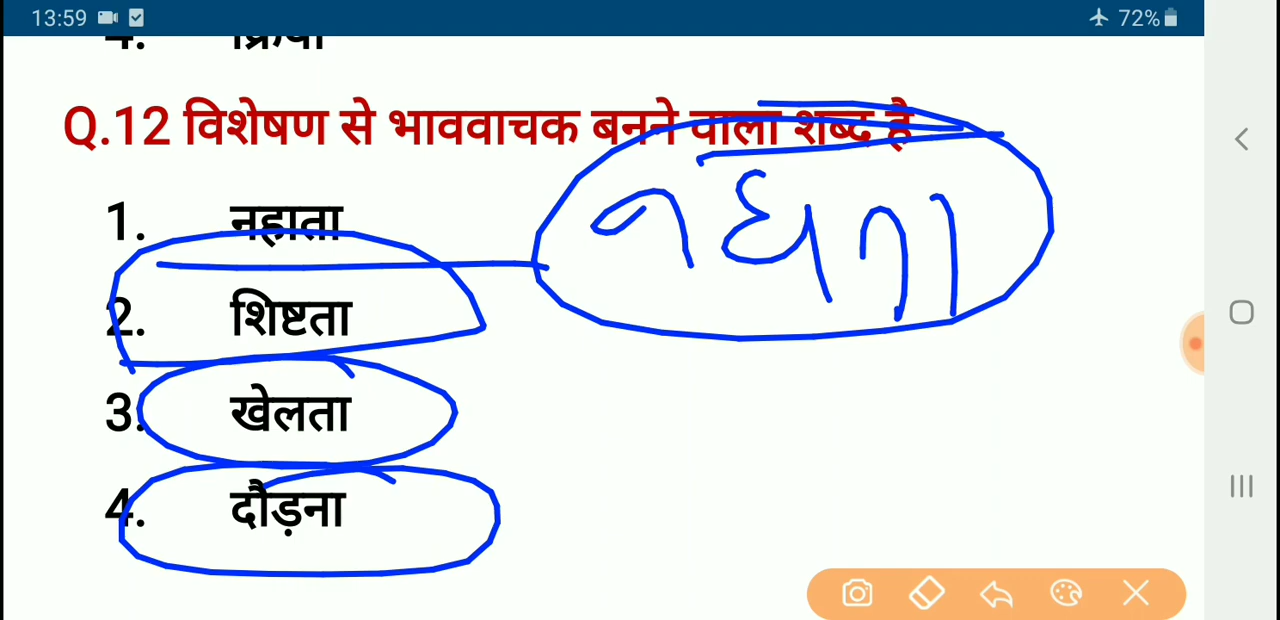 13:59 72%
Q.12 विशेषण से भाववाचक बनने वाला शब्द है
1. नहाता
2. शिष्टता
3. खेलता
4. दौड़ना